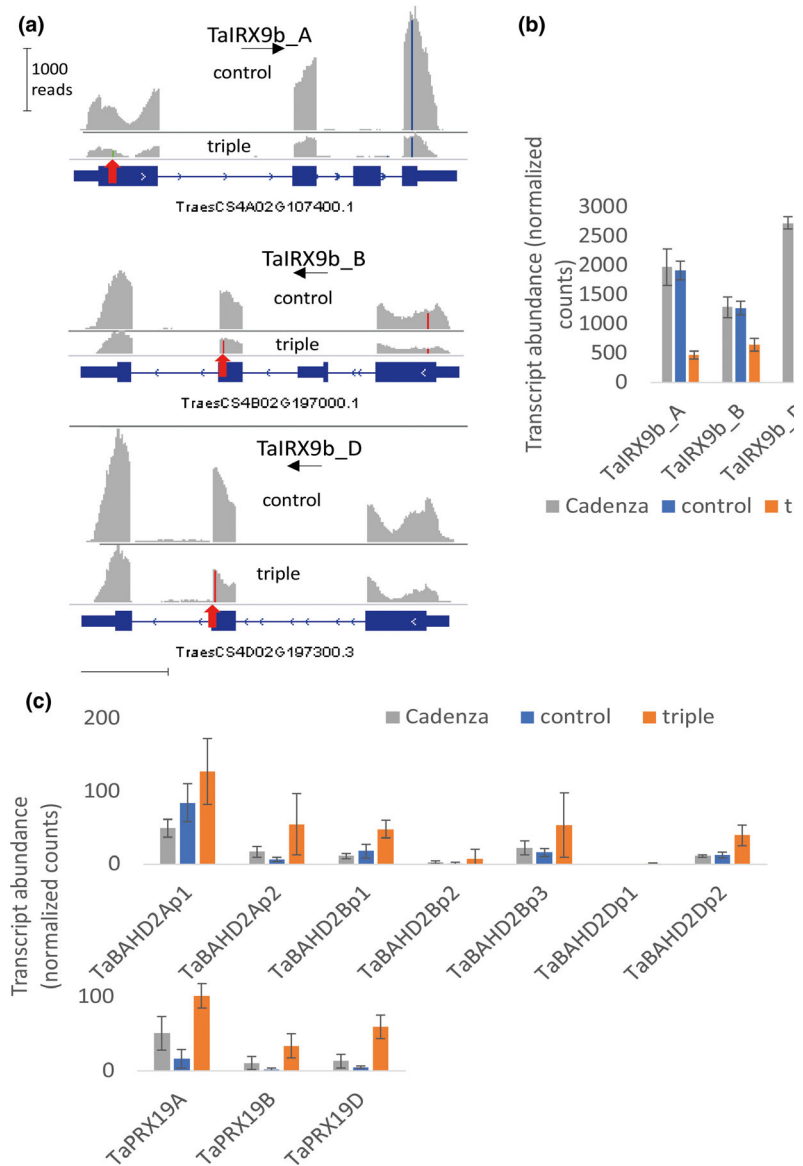 (a)
TaIRX9b_A
control
1000
reads
triple
TraesCS4A02G107400.1
TaIRX9b_B
control
triple
TraesCS4B02G197000.1
TaIRX9b_D
control
triple
TraesCS4D02G197300.3
(b)
Transcript abundance (normalized
counts)
3000
2500
2000
1500
1000
500
0
TaIRX9b_A
TaIRX9b_B
TaIRX9b_
Cadenza
control
t
(c)
Cadenza
control
triple
Transcript abundance
(normalized counts)
200
100
0
TaBAHD2Ap1
TaBAHD2Ap2
TaBAHD2Bp1
TaBAHD2Bp2
TaBAHD2Bp3
TaBAHD2Dp1
TaBAHD2Dp2
100
0
TaPRX19A
TaPRX19B
TaPRX19D